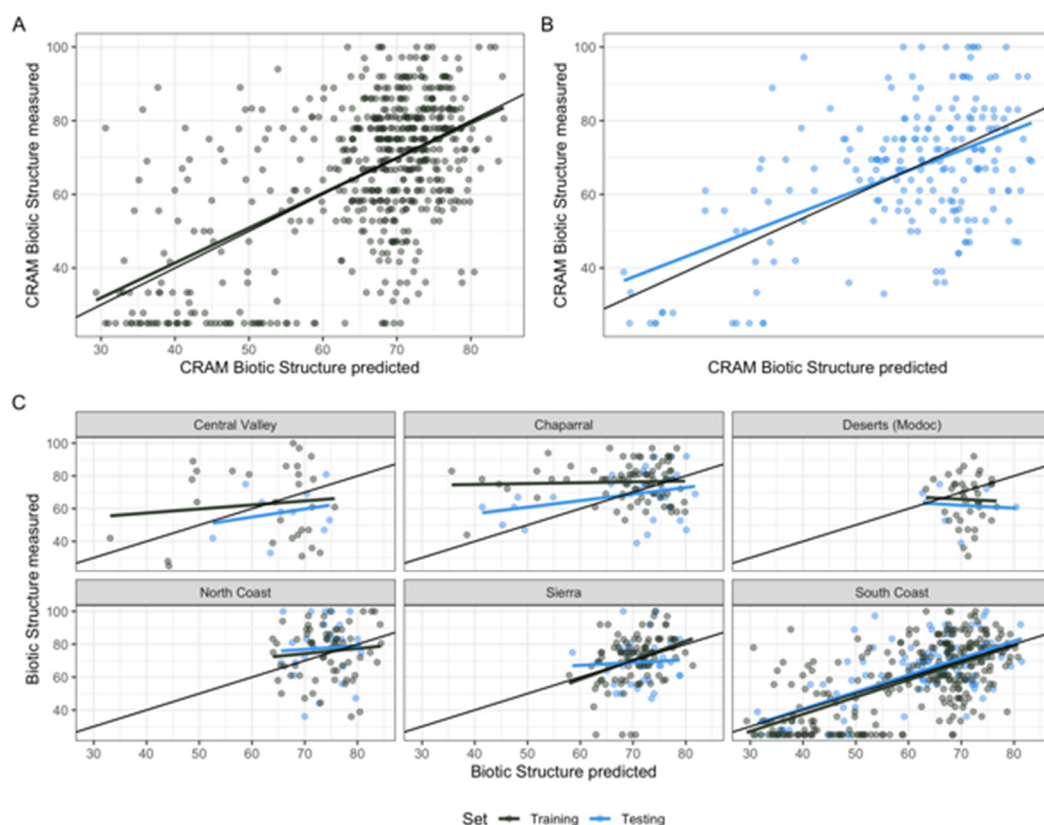 A
B
CRAM Biotic Structure measured
100
80
60
40
30 40 50 60 70 80
CRAM Biotic Structure predicted
CRAM Biotic Structure measured
100
80
60
40
CRAM Biotic Structure predicted
C
Biotic Structure measured
Central Valley
Chaparral
Deserts (Modoc)
100
80
60
40
North Coast
Sierra
South Coast
100
80
60
40
30 40 50 60 70 80
30 40 50 60 70 80
30 40 50 60 70 80
Biotic Structure predicted
Set Training Testing